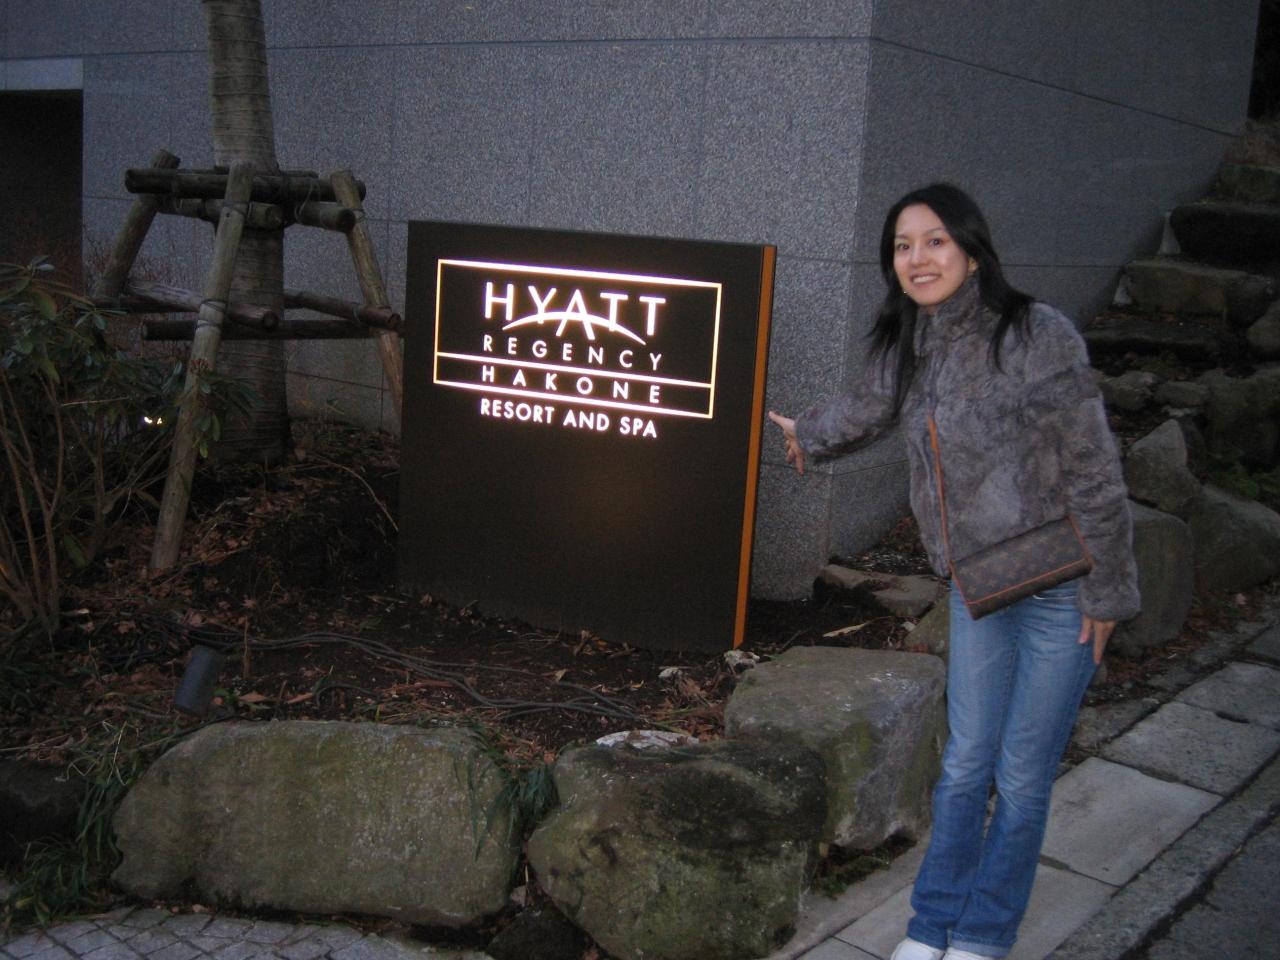 HYATT
REGENCY
HAKONE
RESORT AND SPA